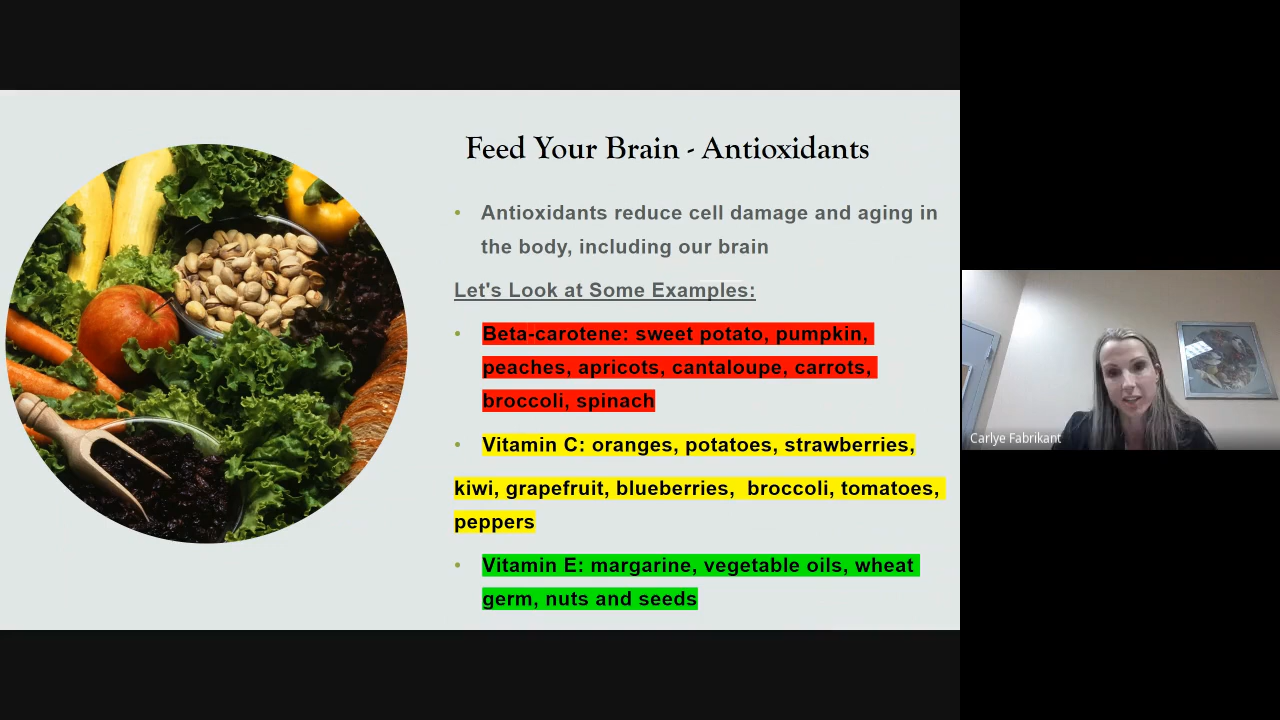 Feed Your Brain - Antioxidants
• Antioxidants reduce cell damage and aging in
the body, including our brain
Let's Look at Some Examples:
• Beta-carotene: sweet potato, pumpkin,
peaches, apricots, cantaloupe, carrots,
broccoli, spinach
• Vitamin C: oranges, potatoes, strawberries,
kiwi, grapefruit, blueberries,  broccoli, tomatoes,
peppers
• Vitamin E: margarine, vegetable oils, wheat
germ, nuts and seeds
Carlye Fabrikant